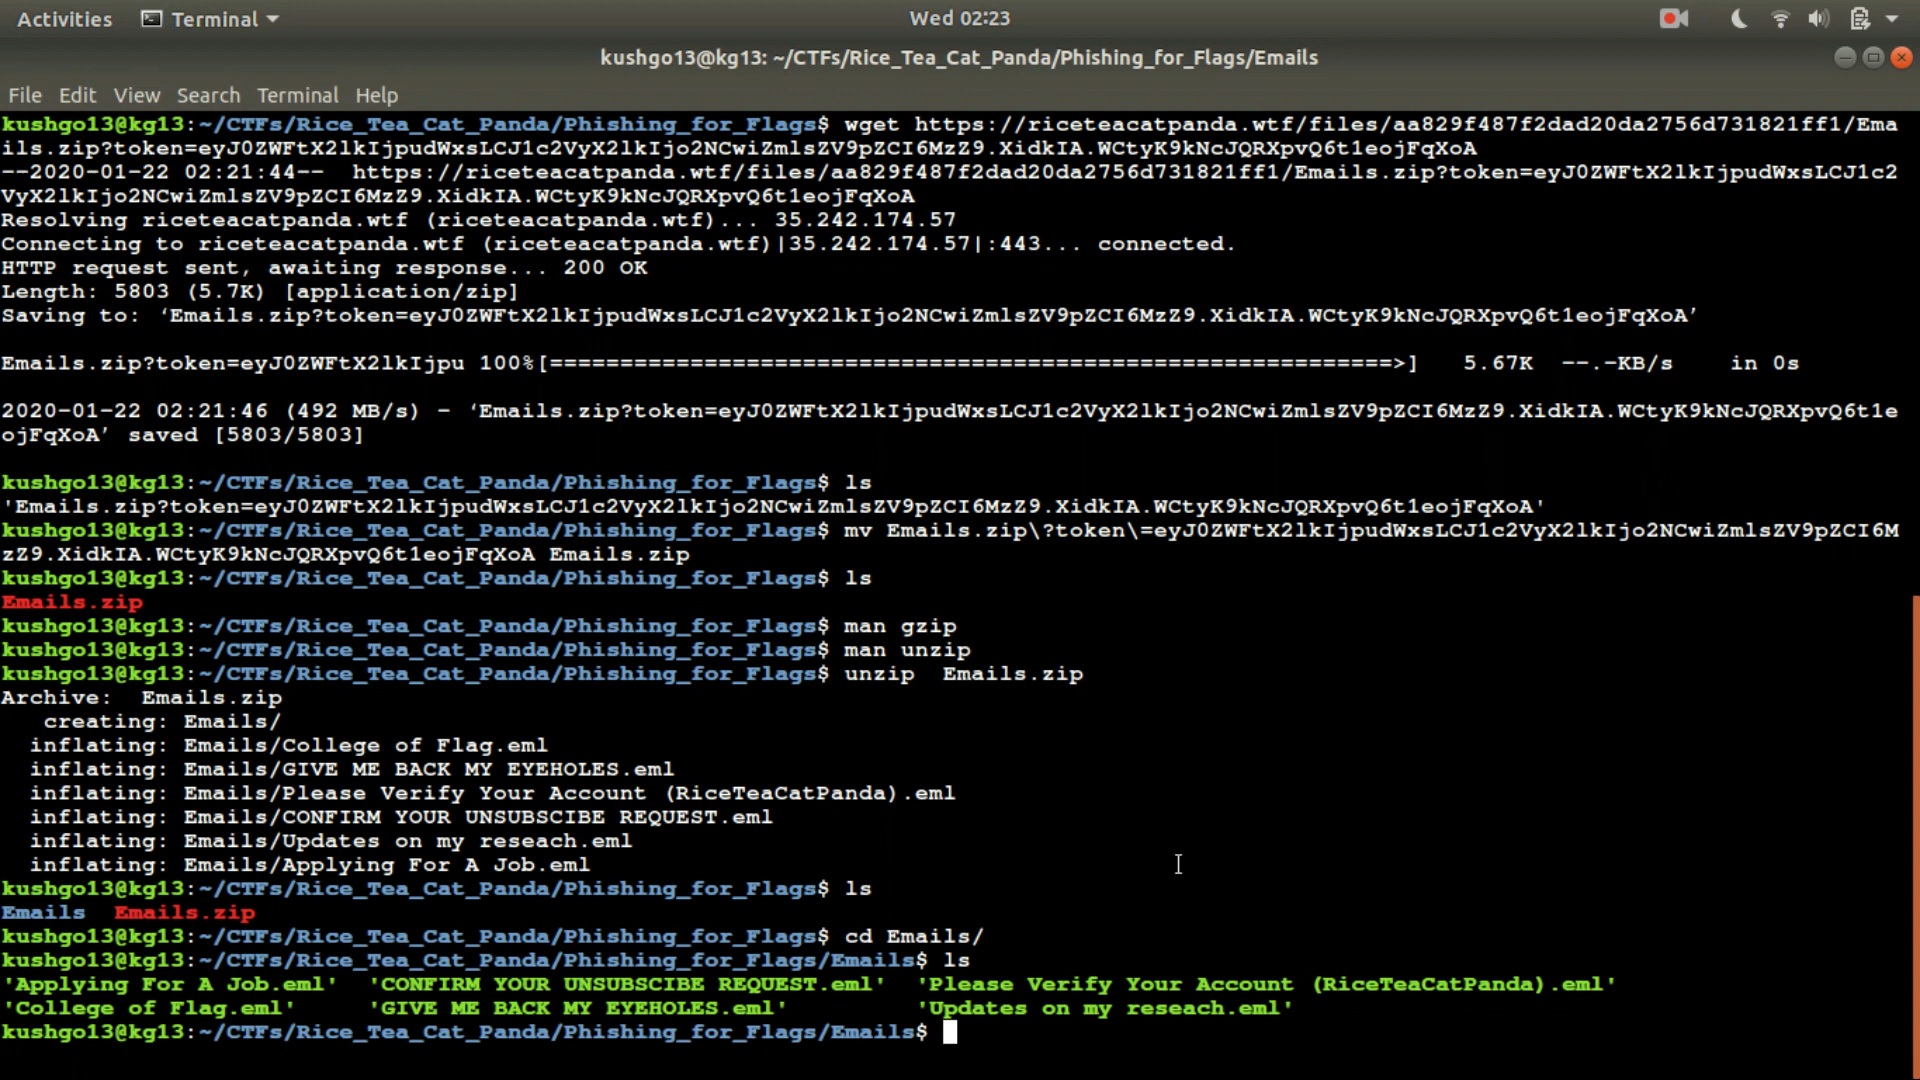 Activities Terminal Wed 02:23
kushgo13@kg13: ~/CTFs/Rice_Tea_Cat_Panda/Phishing_for_Flags/Emails
File Edit View Search Terminal Help
kushgo13@kg13:~/CTFs/Rice_Tea_Cat_Panda/Phishing_for_Flags$ wget https://riceteacatpanda.wtf/files/aa829f487f2dad20da2756d731821ff1/Ema
ils.zip?token=eyJ0ZWFtX2lkIjpudWxsLCJ1c2VyX2lkIjo2NCwiZmlsZV9pZCI6MzZ9.XidkIA.WCtyK9kNcJQRXpvQ6t1eojFqXoA
--2020-01-22 02:21:44--  https://riceteacatpanda.wtf/files/aa829f487f2dad20da2756d731821ff1/Emails.zip?token=eyJ0ZWFtX2lkIjpudWxsLCJ1c2
VyX2lkIjo2NCwiZmlsZV9pZCI6MzZ9.XidkIA.WCtyK9kNcJQRXpvQ6t1eojFqXoA
Resolving riceteacatpanda.wtf (riceteacatpanda.wtf)... 35.242.174.57
Connecting to riceteacatpanda.wtf (riceteacatpanda.wtf)|35.242.174.57|:443... connected.
HTTP request sent, awaiting response... 200 OK
Length: 5803 (5.7K) [application/zip]
Saving to: ‘Emails.zip?token=eyJ0ZWFtX2lkIjpudWxsLCJ1c2VyX2lkIjo2NCwiZmlsZV9pZCI6MzZ9.XidkIA.WCtyK9kNcJQRXpvQ6t1eojFqXoA’
Emails.zip?token=eyJ0ZWFtX2lkIjpu 100%[============================================================>]   5.67K  --.-KB/s    in 0s
2020-01-22 02:21:46 (492 MB/s) - ‘Emails.zip?token=eyJ0ZWFtX2lkIjpudWxsLCJ1c2VyX2lkIjo2NCwiZmlsZV9pZCI6MzZ9.XidkIA.WCtyK9kNcJQRXpvQ6t1e
ojFqXoA’ saved [5803/5803]
kushgo13@kg13:~/CTFs/Rice_Tea_Cat_Panda/Phishing_for_Flags$ ls
'Emails.zip?token=eyJ0ZWFtX2lkIjpudWxsLCJ1c2VyX2lkIjo2NCwiZmlsZV9pZCI6MzZ9.XidkIA.WCtyK9kNcJQRXpvQ6t1eojFqXoA'
kushgo13@kg13:~/CTFs/Rice_Tea_Cat_Panda/Phishing_for_Flags$ mv Emails.zip\?token\=eyJ0ZWFtX2lkIjpudWxsLCJ1c2VyX2lkIjo2NCwiZmlsZV9pZCI6M
zZ9.XidkIA.WCtyK9kNcJQRXpvQ6t1eojFqXoA Emails.zip
kushgo13@kg13:~/CTFs/Rice_Tea_Cat_Panda/Phishing_for_Flags$ ls
Emails.zip
kushgo13@kg13:~/CTFs/Rice_Tea_Cat_Panda/Phishing_for_Flags$ man gzip
kushgo13@kg13:~/CTFs/Rice_Tea_Cat_Panda/Phishing_for_Flags$ man unzip
kushgo13@kg13:~/CTFs/Rice_Tea_Cat_Panda/Phishing_for_Flags$ unzip  Emails.zip
Archive:  Emails.zip
   creating: Emails/
  inflating: Emails/College of Flag.eml
  inflating: Emails/GIVE ME BACK MY EYEHOLES.eml
  inflating: Emails/Please Verify Your Account (RiceTeaCatPanda).eml
  inflating: Emails/CONFIRM YOUR UNSUBSCIBE REQUEST.eml
  inflating: Emails/Updates on my reseach.eml
  inflating: Emails/Applying For A Job.eml
kushgo13@kg13:~/CTFs/Rice_Tea_Cat_Panda/Phishing_for_Flags$ ls
Emails  Emails.zip
kushgo13@kg13:~/CTFs/Rice_Tea_Cat_Panda/Phishing_for_Flags$ cd Emails/
kushgo13@kg13:~/CTFs/Rice_Tea_Cat_Panda/Phishing_for_Flags/Emails$ ls
'Applying For A Job.eml'  'CONFIRM YOUR UNSUBSCIBE REQUEST.eml'  'Please Verify Your Account (RiceTeaCatPanda).eml'
'College of Flag.eml'     'GIVE ME BACK MY EYEHOLES.eml'         'Updates on my reseach.eml'
kushgo13@kg13:~/CTFs/Rice_Tea_Cat_Panda/Phishing_for_Flags/Emails$